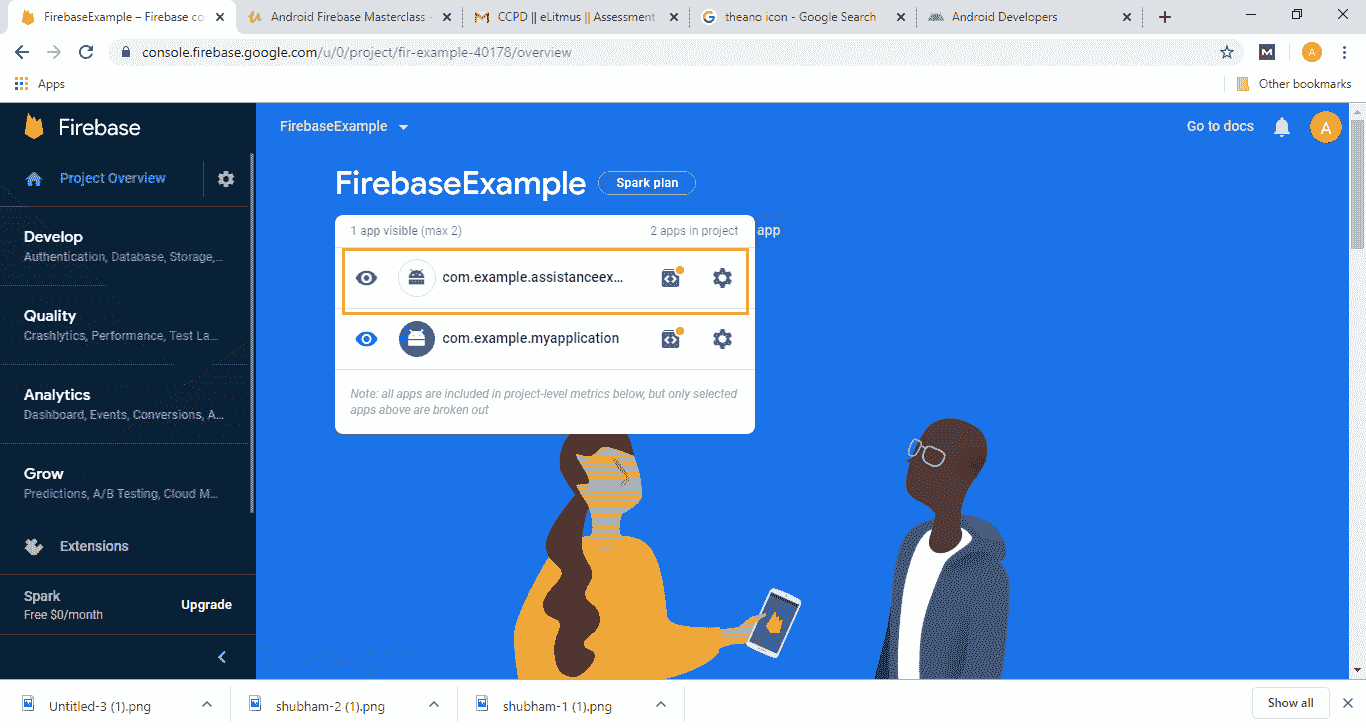 FirebaseExample – Firebase co
Android Firebase Masterclass -
CCPD || eLitmus || Assessment
theano icon - Google Search
Android Developers
console.firebase.google.com/u/0/project/fir-example-40178/overview
M
A
Apps
Other bookmarks
Firebase
FirebaseExample
Go to docs
A
Project Overview
FirebaseExample
Spark plan
1 app visible (max 2)
2 apps in project
app
com.example.assistanceex...
com.example.myapplication
Note: all apps are included in project-level metrics below, but only selected
apps above are broken out
Develop
Authentication, Database, Storage,...
Quality
Crashlytics, Performance, Test La...
Analytics
Dashboard, Events, Conversions, A...
Grow
Predictions, A/B Testing, Cloud M...
Extensions
Spark
Free $0/month
Upgrade
Untitled-3 (1).png
shubham-2 (1).png
shubham-1 (1).png
Show all